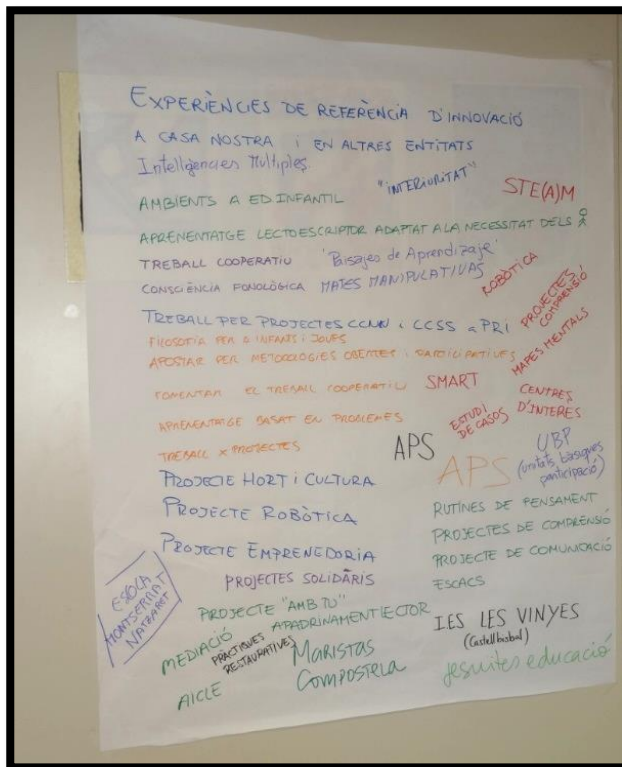 EXPERIÈNCIES DE REFERÈNCIA D'INNOVACIÓ
A CASA NOSTRA i EN ALTRES ENTITATS
Intelligències Múltiples
"INTERIORITAT"
STE(A)M
AMBIENTS A ED INFANTIL
APRENENTATGE LECTOESCRIPTOR ADAPTAT A LA NECESSITAT DELS
TREBALL COOPERATIU 'Paisajes de Aprendizaje'
CONSCIÈNCIA FONOLÒGICA MATES MANIPULATIVAS
ROBÒTICA
PROJECTES
COMPRENSIÓ
TREBALL PER PROJECTES CCNN i CCSS a PRI
MAPES MENTALS
FILOSOFIA PER A INFANTS i JOVES
APOSTAR PER METODOLOGIES OBERTES i PARTICIPATIVES
FOMENTAR EL TREBALL COOPERATIU
SMART
CENTRES
D'INTERÈS
APRENENTATGE BASAT EN PROBLEMES
ESTUDI
DE CASOS
TREBALL X PROJECTES
APS
APS
UBP
(unitats bàsiques
participació)
PROJECTE HORT i CULTURA
PROJECTE ROBÒTICA
PROJECTE EMPRENEDORIA
RUTINES DE PENSAMENT
PROJECTES DE COMPRENSIÓ
PROJECTE DE COMUNICACIÓ
ESCACS
PROJECTES SOLIDÀRIS
ESCOLA
MONTSERRAT
NATZARET
PROJECTE "AMB TU"
APADRINAMENT LECTOR
MEDIACIÓ
PRÀCTIQUES
RESTAURATIVES
AICLE
MARISTAS
Compostela
IES LES VINYES
(Castellbisbal)
jesuïtes educació